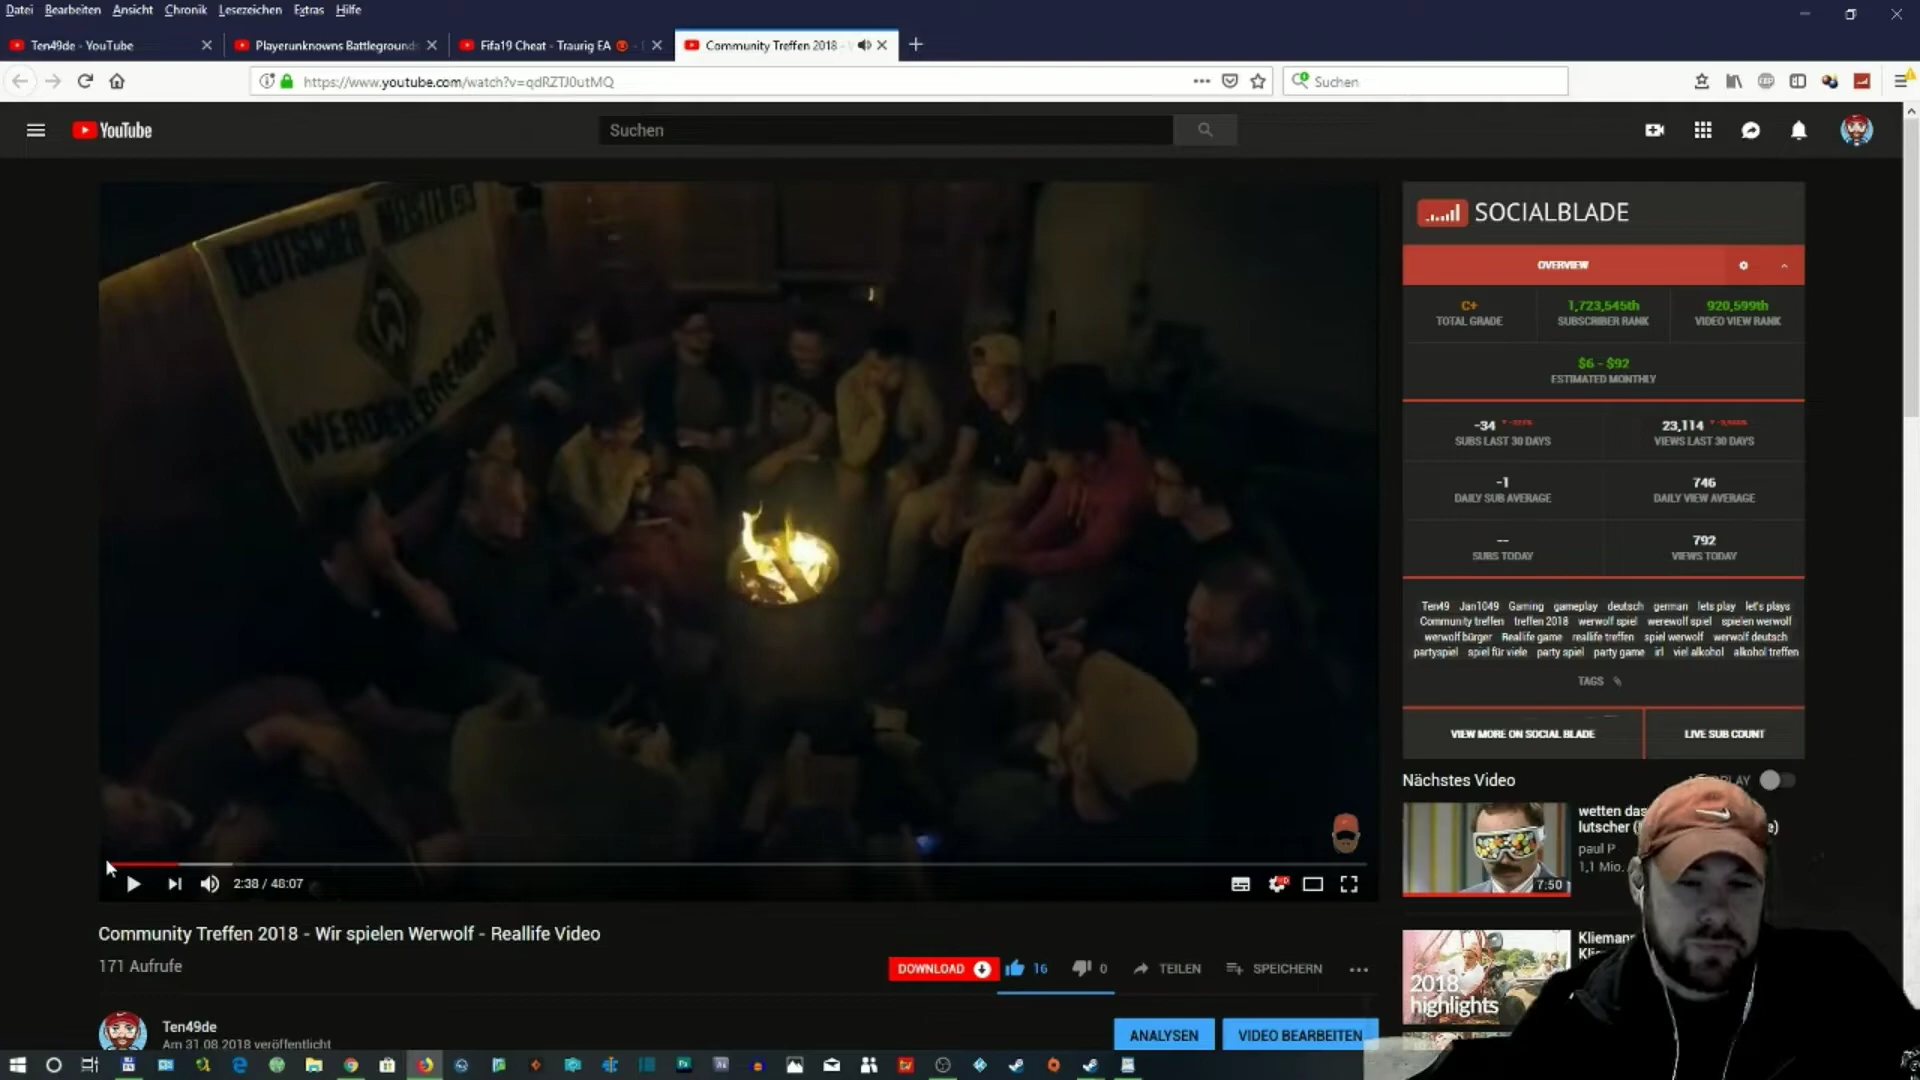 Datei Bearbeiten Ansicht Chronik Lesezeichen Extras Hilfe
Ten49de - YouTube
Playerunknowns Battleground
Fifa19 Cheat - Traurig EA
Community Treffen 2018 -
https://www.youtube.com/watch?v=qdRZTJ0utMQ
Suchen
YouTube
Suchen
DEUTSCHER MEISTER
WERDER BREMEN
SOCIALBLADE
OVERVIEW
C+ 1,723,545th 920,599th
TOTAL GRADE SUBSCRIBER RANK VIDEO VIEW RANK
$6 - $92
ESTIMATED MONTHLY
-34 23,114
SUBS LAST 30 DAYS VIEWS LAST 30 DAYS
-1 746
DAILY SUB AVERAGE DAILY VIEW AVERAGE
-- 792
SUBS TODAY VIEWS TODAY
Ten49 Jan1049 Gaming gameplay deutsch german lets play let's plays
Community treffen treffen 2018 werwolf spiel werewolf spiel spielen werwolf
werwolf bürger Reallife game reallife treffen spiel werwolf werwolf deutsch
partyspiel spiel für viele party spiel party game irl viel alkohol alkohol treffen
TAGS
VIEW MORE ON SOCIAL BLADE LIVE SUB COUNT
Nächstes Video
wetten das
lutscher (
paul P
1,1 Mio.
7:50
2018
highlights
2:38 / 48:07
Community Treffen 2018 - Wir spielen Werwolf - Reallife Video
171 Aufrufe
DOWNLOAD 16 0 TEILEN SPEICHERN
Ten49de
Am 31.08.2018 veröffentlicht
ANALYSEN VIDEO BEARBEITEN